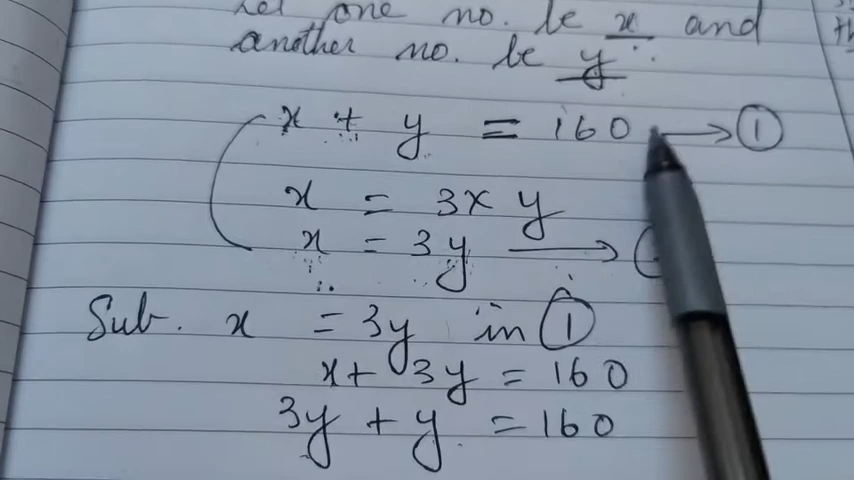 Let one no. be x and
another no. be y.
x + y = 160 → ①
x = 3 × y
x = 3y →
Sub. x = 3y in ①
x + 3y = 160
3y + y = 160